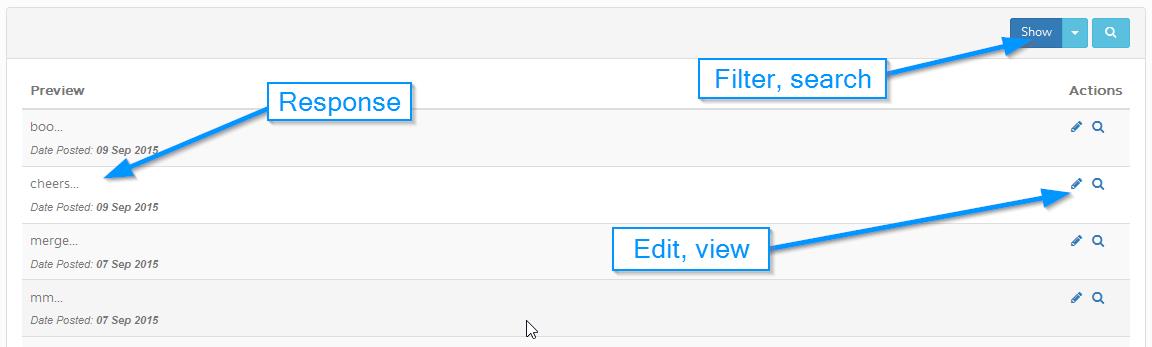 Show
Filter, search
Preview
Response
Actions
boo...
Date Posted: 09 Sep 2015
cheers...
Date Posted: 09 Sep 2015
merge...
Edit, view
Date Posted: 07 Sep 2015
mm...
Date Posted: 07 Sep 2015